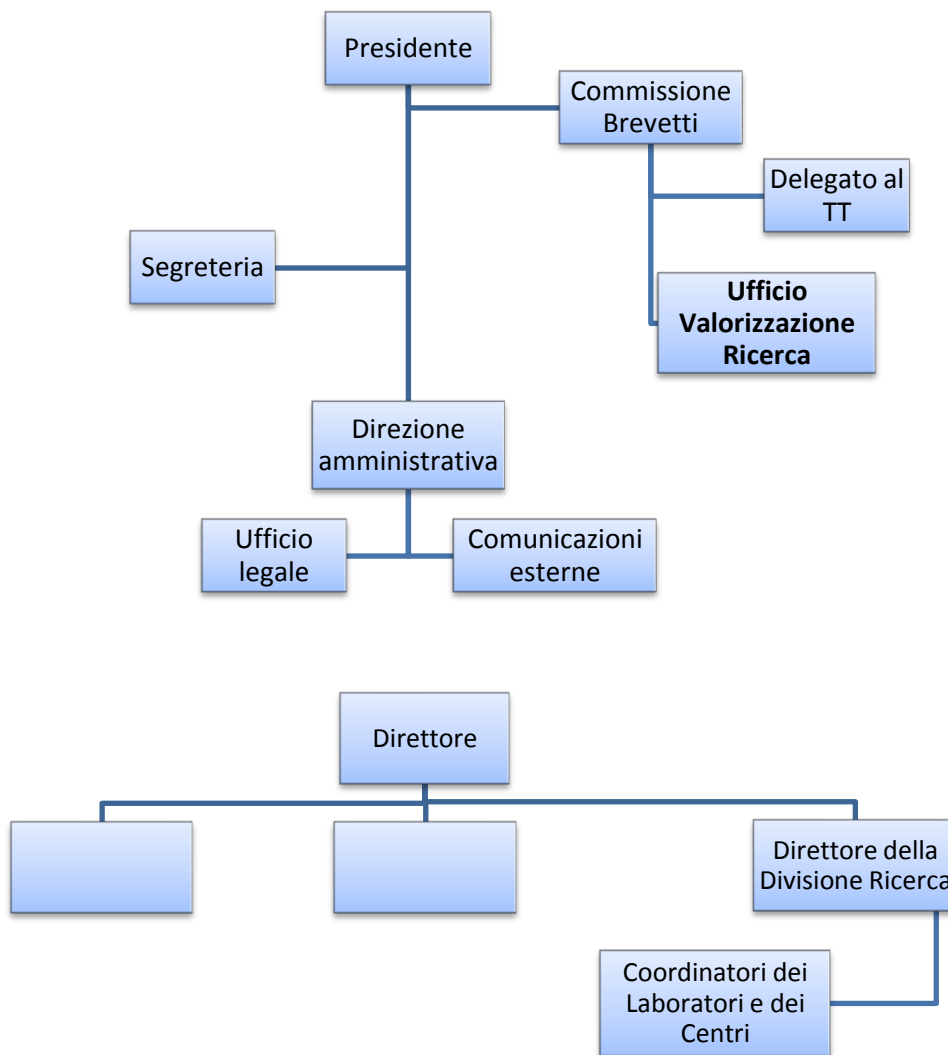 Presidente
Commissione
Brevetti
Delegato al
TT
Segreteria
Ufficio
Valorizzazione
Ricerca
Direzione
amministrativa
Ufficio
legale
Comunicazioni
esterne
Direttore
Direttore della
Divisione Ricerca
Coordinatori dei
Laboratori e dei
Centri